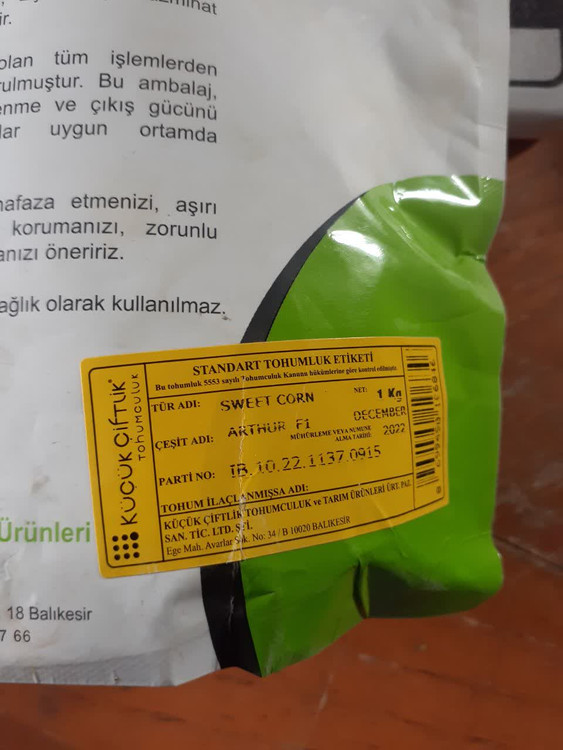 ir.
olan tüm işlemlerden
rulmuştur. Bu ambalaj,
enme ve çıkış gücünü
lar uygun ortamda
nafaza etmenizi, aşırı
korumanızı, zorunlu
anızı öneririz.
ağlık olarak kullanılmaz.
KÜÇÜK ÇİFTLİK
Tohumculuk
STANDART TOHUMLUK ETİKETİ
Bu tohumluk 5553 sayılı Tohumculuk Kanunu hükümlerine göre kontrol edilmiştir.
TÜR ADI: SWEET CORN NET: 1 Kg
ÇEŞİT ADI: ARTHUR F1 DECEMBER
MÜHÜRLEME VEYA NUMUNE
ALMA TARİHİ: 2022
PARTİ NO: TB.10.22.1137.0915
TOHUM İLAÇLANMIŞSA ADI:
KÜÇÜK ÇİFTLİK TOHUMCULUK ve TARIM ÜRÜNLERİ ÜRT. PAZ.
SAN. TİC. LTD. ŞTİ.
Ege Mah. Avarlar Sok. No: 34 / B 10020 BALIKESİR
Ürünleri
18 Balıkesir
7 66